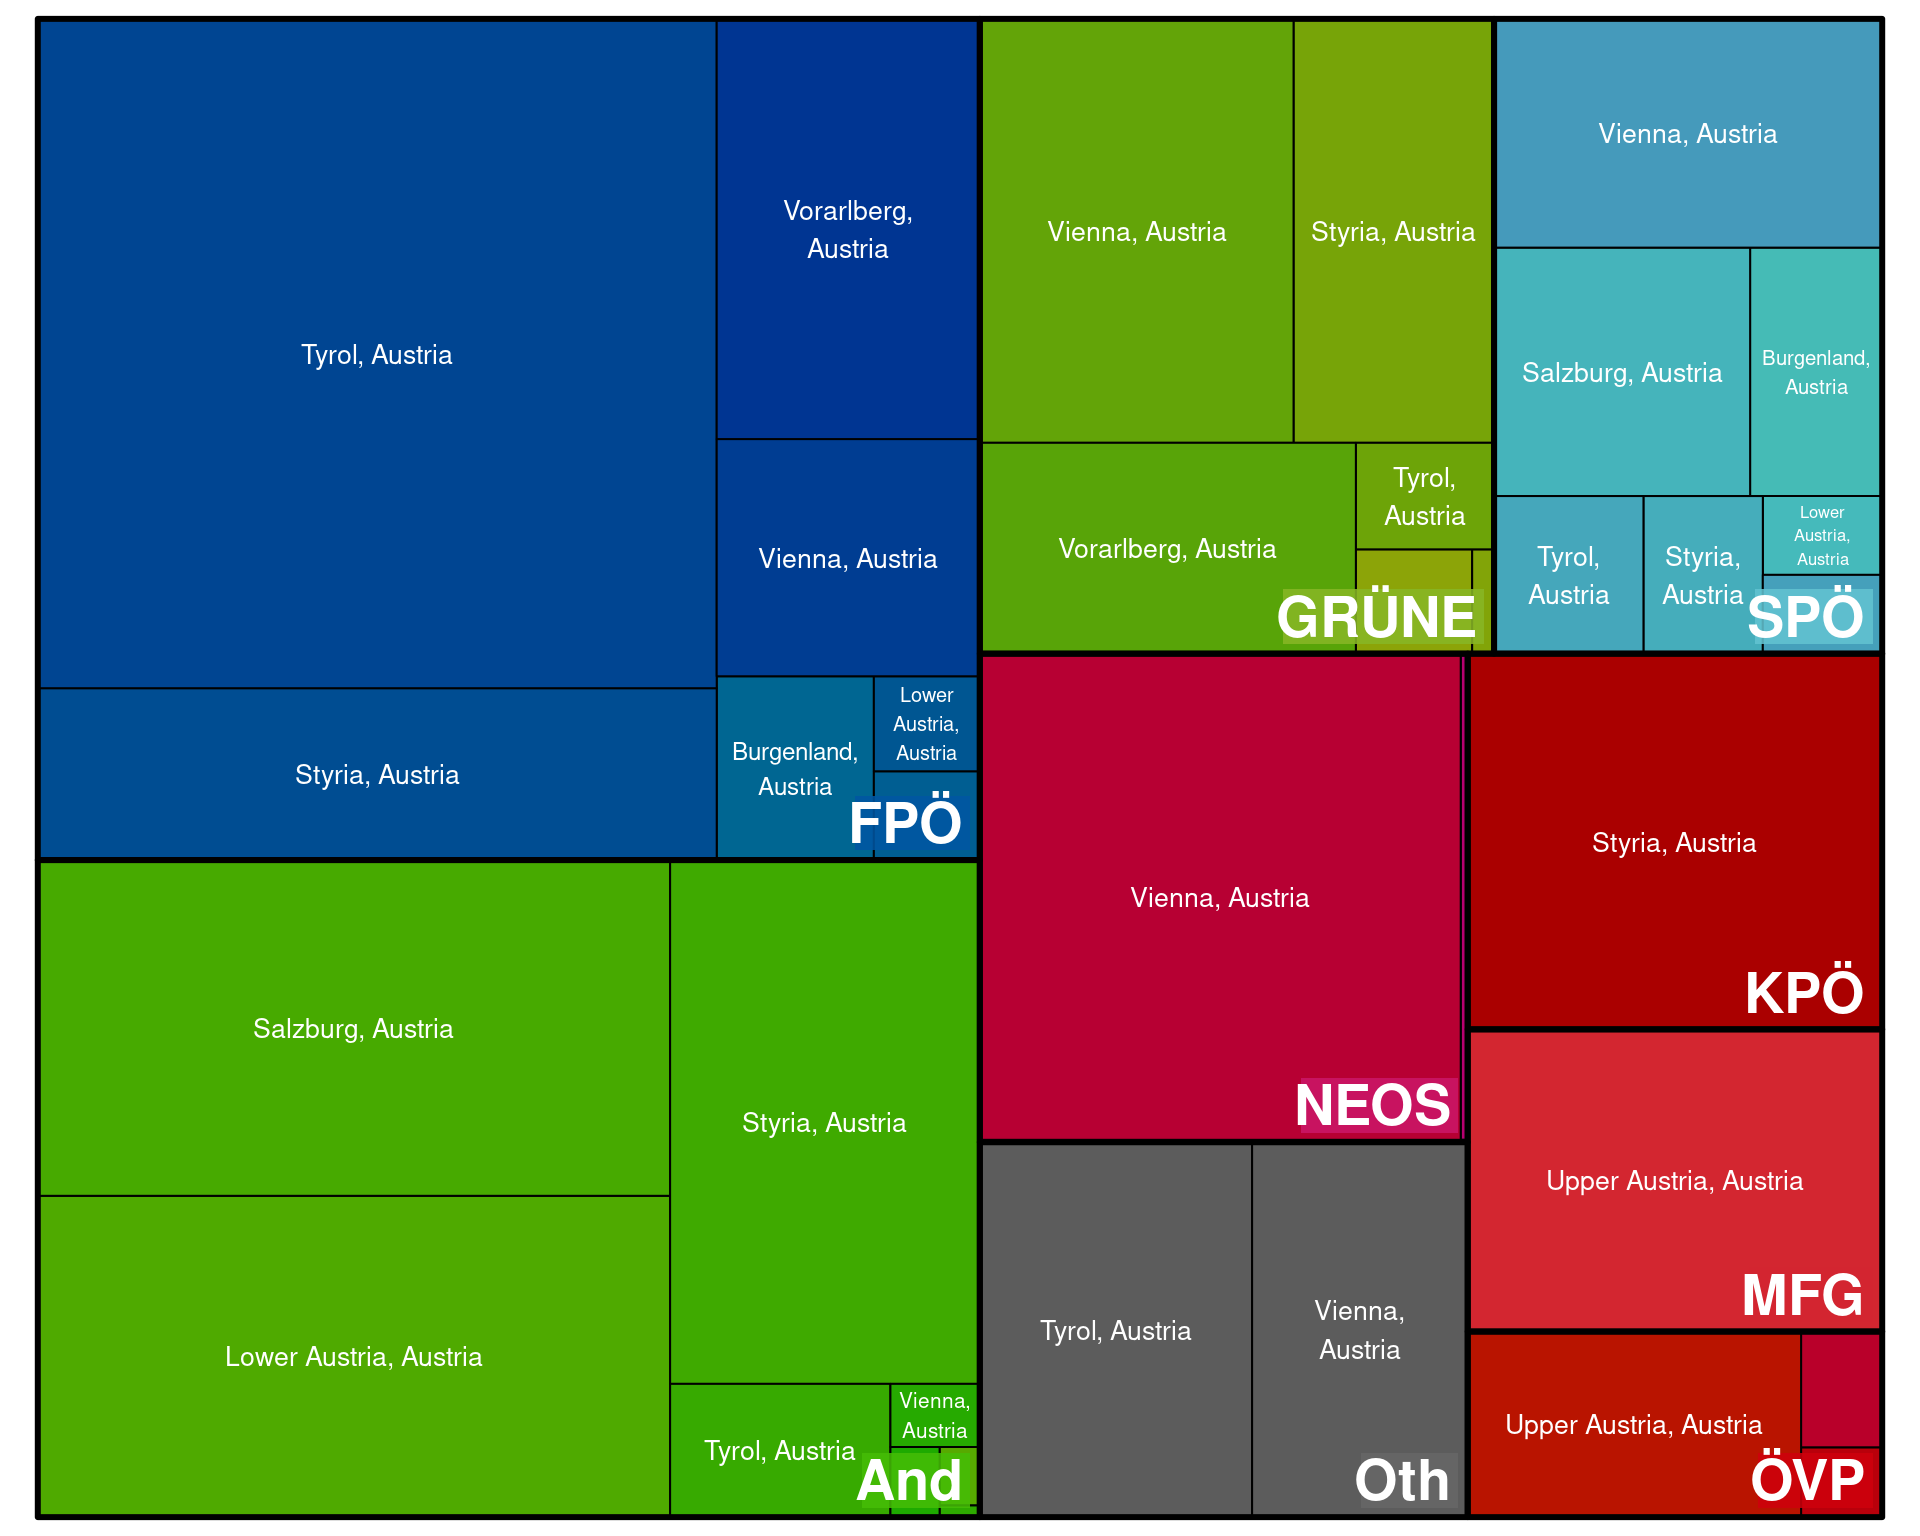 Tyrol, Austria
Styria, Austria
Vorarlberg,
Austria
Vienna, Austria
Burgenland,
Austria
Lower
Austria,
Austria
FPÖ
Salzburg, Austria
Lower Austria, Austria
Styria, Austria
Tyrol, Austria
Vienna,
Austria
And
Vienna, Austria
Styria, Austria
Vorarlberg, Austria
Tyrol,
Austria
GRÜNE
Vienna, Austria
Salzburg, Austria
Burgenland,
Austria
Tyrol,
Austria
Styria,
Austria
Lower
Austria,
Austria
SPÖ
Vienna, Austria
NEOS
Styria, Austria
KPÖ
Tyrol, Austria
Vienna,
Austria
Oth
Upper Austria, Austria
MFG
Upper Austria, Austria
ÖVP